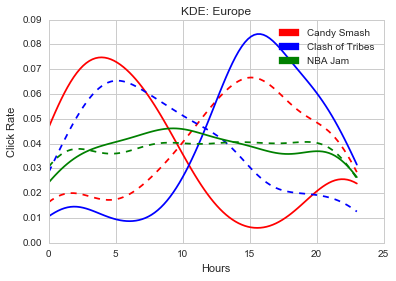 KDE: Europe
Click Rate
0.09
0.08
0.07
0.06
0.05
0.04
0.03
0.02
0.01
0.00
Candy Smash
Clash of Tribes
NBA Jam
0 5 10 15 20 25
Hours